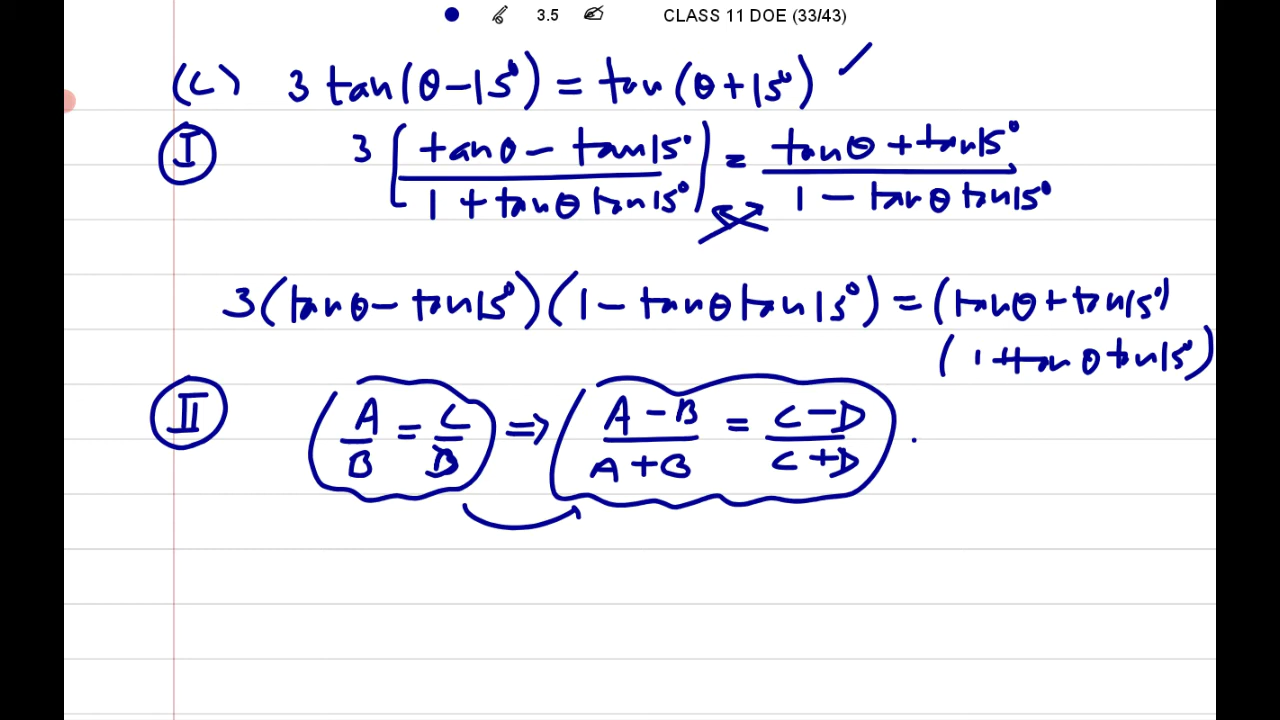 3.5 CLASS 11 DOE (33/43)
(C) 3 tan(θ-15°) = tan(θ+15°) ✓
I 3 [tanθ - tan15° / 1 + tanθ tan15°] = tanθ + tan15° / 1 - tanθ tan15°
3(tanθ - tan15°)(1 - tanθ tan15°) = (tanθ + tan15°)
(1 + tanθ tan15°)
II (A/B = C/D) ⇒ (A - B / A + B = C - D / C + D) .